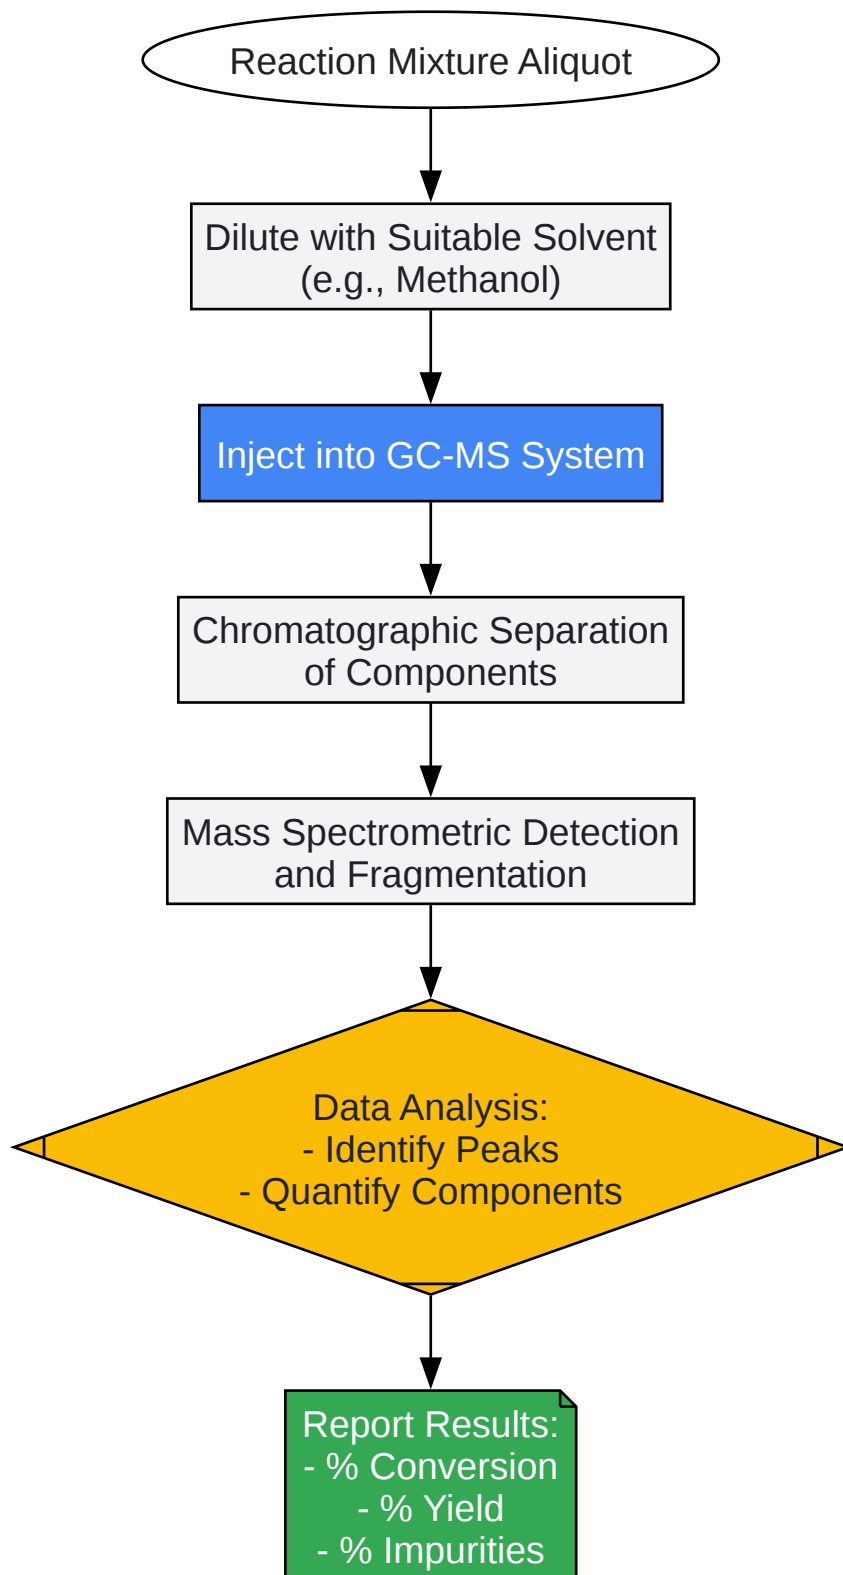 Reaction Mixture Aliquot
Dilute with Suitable Solvent
(e.g., Methanol)
Inject into GC-MS System
Chromatographic Separation
of Components
Mass Spectrometric Detection
and Fragmentation
Data Analysis:
- Identify Peaks
- Quantify Components
Report Results:
- % Conversion
- % Yield
- % Impurities